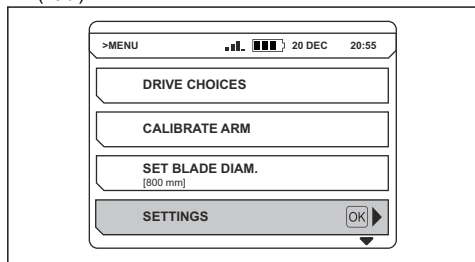 >MENU 20 DEC 20:55
DRIVE CHOICES
CALIBRATE ARM
SET BLADE DIAM.
[800 mm]
SETTINGS OK